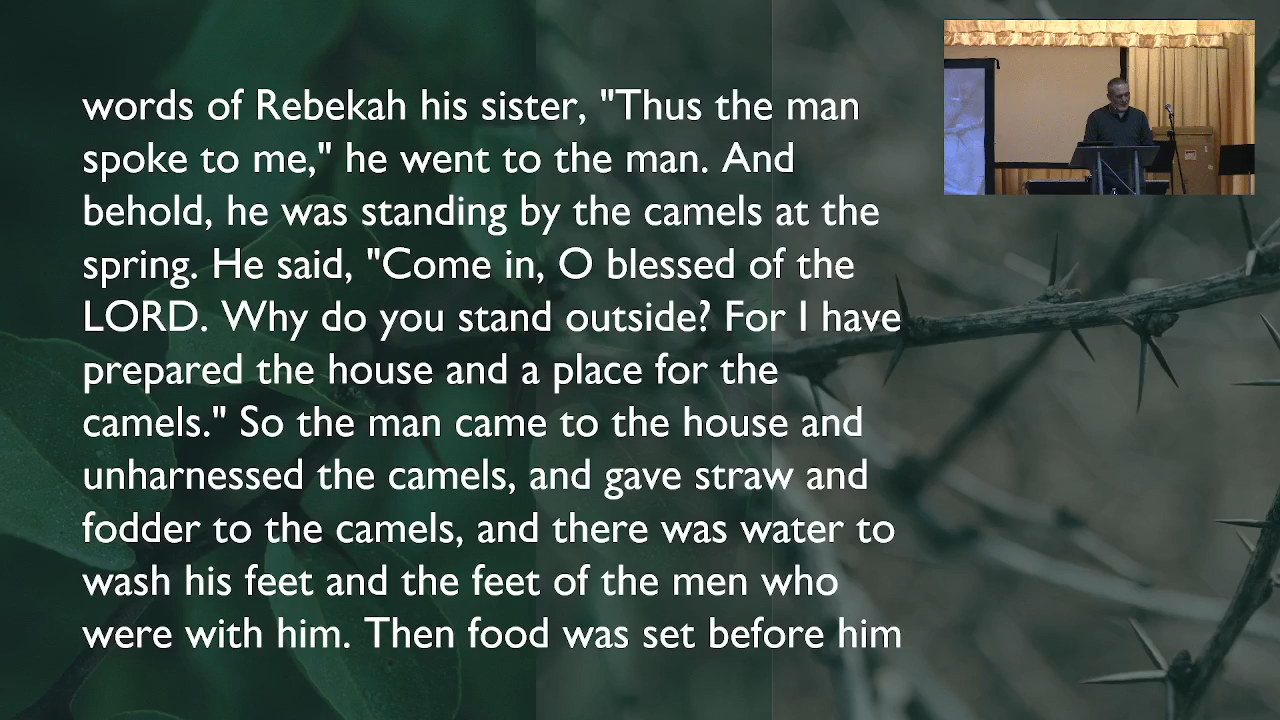 words of Rebekah his sister, "Thus the man
spoke to me," he went to the man. And
behold, he was standing by the camels at the
spring. He said, "Come in, O blessed of the
LORD. Why do you stand outside? For I have
prepared the house and a place for the
camels." So the man came to the house and
unharnessed the camels, and gave straw and
fodder to the camels, and there was water to
wash his feet and the feet of the men who
were with him. Then food was set before him